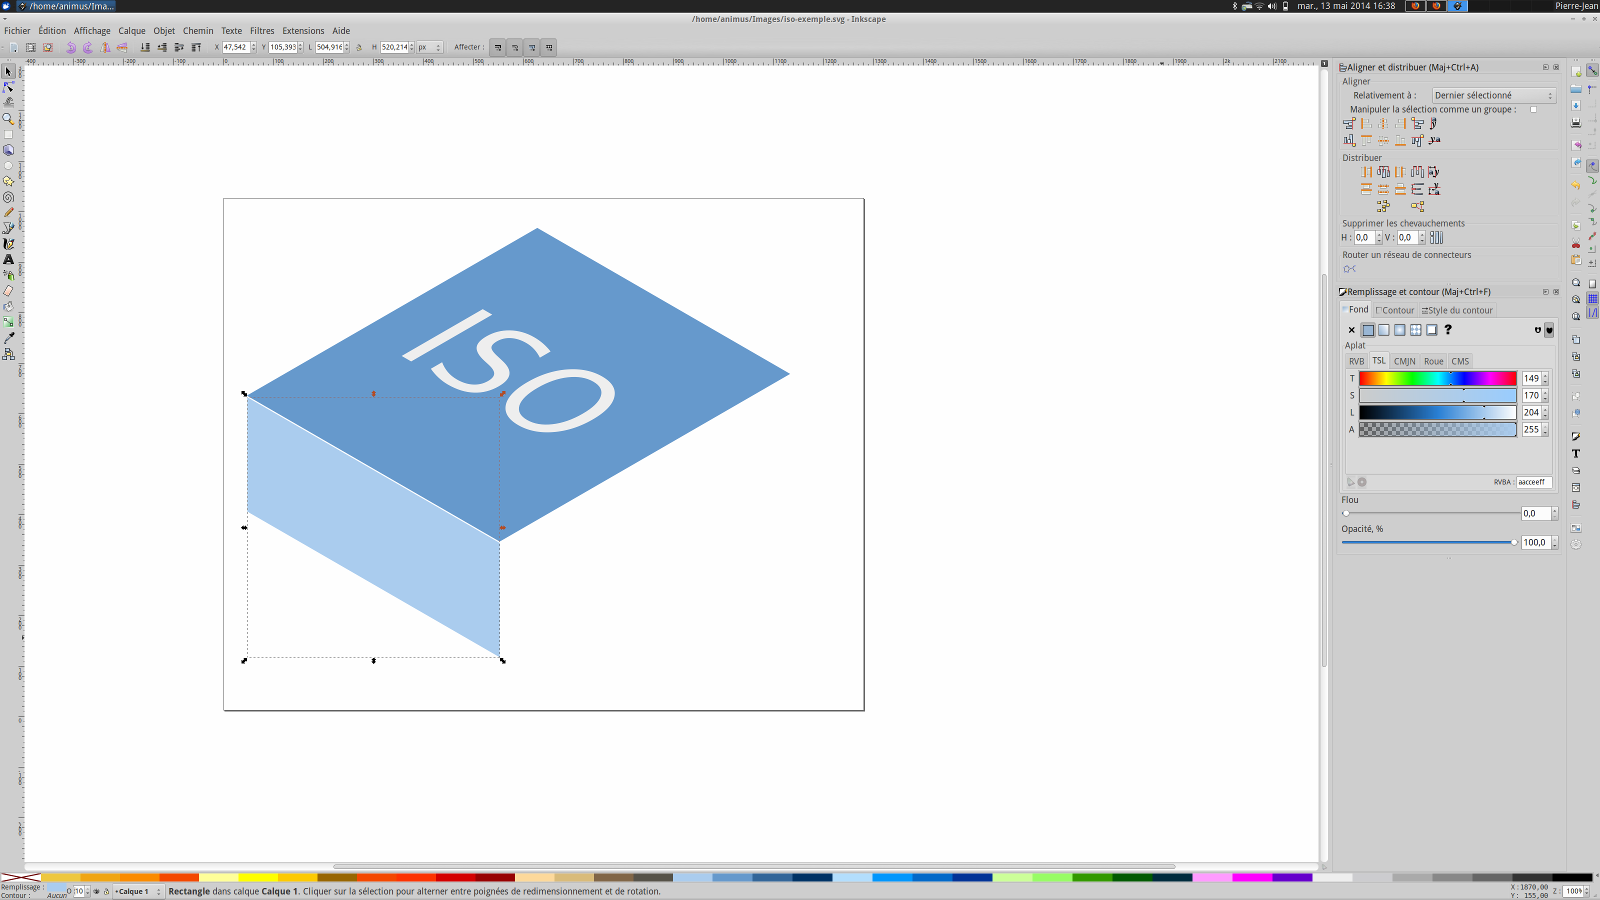 /home/animus/Ima...
mar., 13 mai 2014 16:38
Pierre-Jean
/home/animus/Images/iso-exemple.svg - Inkscape
Fichier Édition Affichage Calque Objet Chemin Texte Filtres Extensions Aide
X 47,542 Y 105,393 L 504,916 H 520,214 px Affecter :
Aligner et distribuer (Maj+Ctrl+A)
Aligner
Relativement à : Dernier sélectionné
Manipuler la sélection comme un groupe :
Distribuer
Supprimer les chevauchements
H : 0,0 V : 0,0
Router un réseau de connecteurs
Remplissage et contour (Maj+Ctrl+F)
Fond Contour Style du contour
Aplat
RVB TSL CMJN Roue CMS
T 149
S 170
L 204
A 255
RVBA : aacceeff
Flou
0,0
Opacité, %
100,0
ISO
Remplissage :
Contour : Aucun
O :
Calque 1
Rectangle dans calque Calque 1. Cliquer sur la sélection pour alterner entre poignées de redimensionnement et de rotation.
X : 1870,00
Y : 155,00
Z : 100%